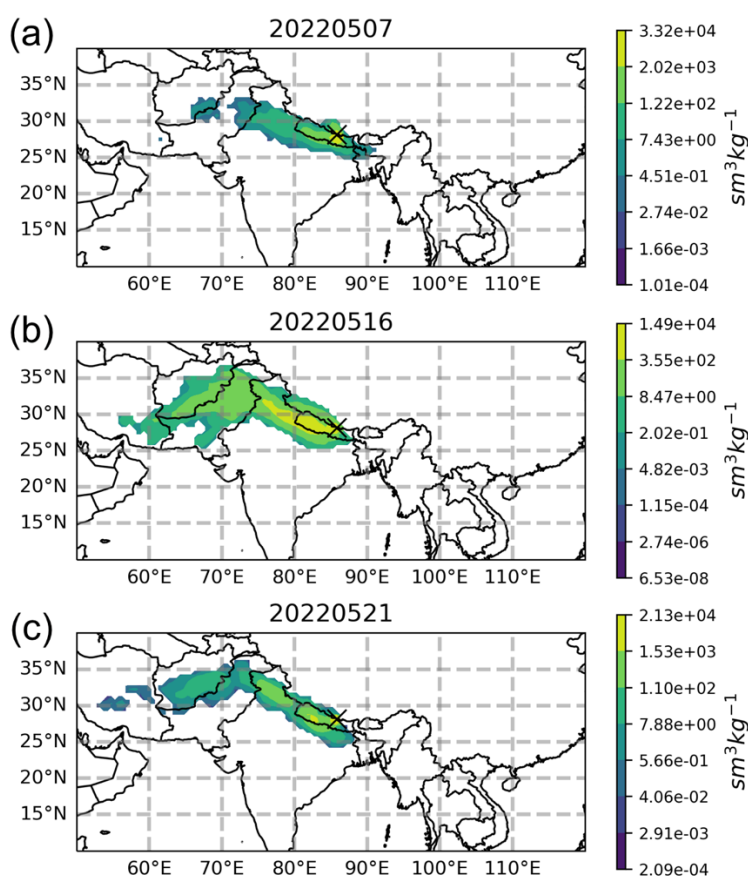 (a)
20220507
35°N
30°N
25°N
20°N
15°N
60°E 70°E 80°E 90°E 100°E 110°E
3.32e+04
2.02e+03
1.22e+02
7.43e+00
4.51e-01
2.74e-02
1.66e-03
1.01e-04
sm³kg⁻¹
(b)
20220516
35°N
30°N
25°N
20°N
15°N
60°E 70°E 80°E 90°E 100°E 110°E
1.49e+04
3.55e+02
8.47e+00
2.02e-01
4.82e-03
1.15e-04
2.74e-06
6.53e-08
sm³kg⁻¹
(c)
20220521
35°N
30°N
25°N
20°N
15°N
60°E 70°E 80°E 90°E 100°E 110°E
2.13e+04
1.53e+03
1.10e+02
7.88e+00
5.66e-01
4.06e-02
2.91e-03
2.09e-04
sm³kg⁻¹